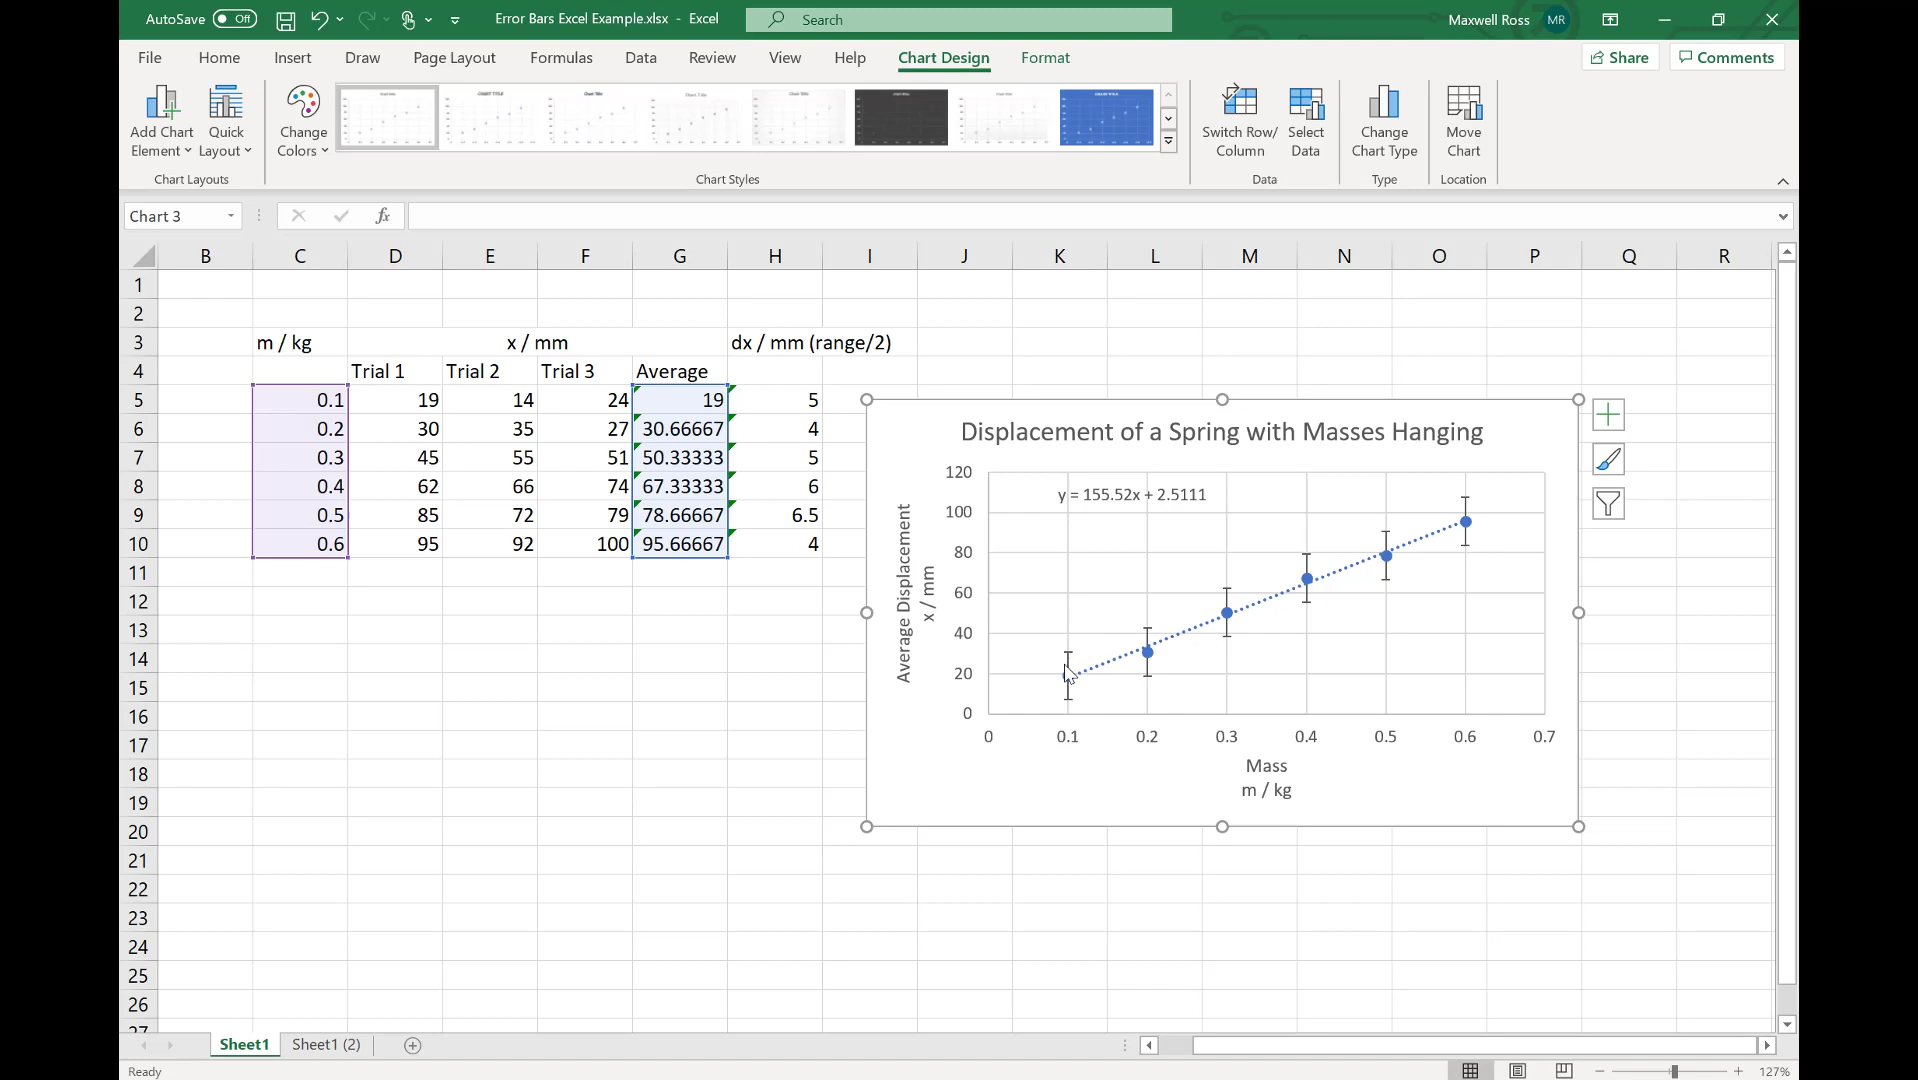 AutoSave Off Error Bars Excel Example.xlsx - Excel Search Maxwell Ross MR
File Home Insert Draw Page Layout Formulas Data Review View Help Chart Design Format Share Comments
Add Chart Element Quick Layout Change Colors Switch Row/ Column Select Data Change Chart Type Move Chart
Chart Layouts Chart Styles Data Type Location
Chart 3 fx
B C D E F G H I J K L M N O P Q R
1
2
3 m / kg x / mm dx / mm (range/2)
4 Trial 1 Trial 2 Trial 3 Average
5 0.1 19 14 24 19 5
6 0.2 30 35 27 30.66667 4
7 0.3 45 55 51 50.33333 5
8 0.4 62 66 74 67.33333 6
9 0.5 85 72 79 78.66667 6.5
10 0.6 95 92 100 95.66667 4
11
12
13
14
15
16
17
18
19
20
21
22
23
24
25
26
27
Displacement of a Spring with Masses Hanging
y = 155.52x + 2.5111
120
100
80
60
40
20
0
Average Displacement
x / mm
0 0.1 0.2 0.3 0.4 0.5 0.6 0.7
Mass
m / kg
Sheet1 Sheet1 (2)
Ready 127%